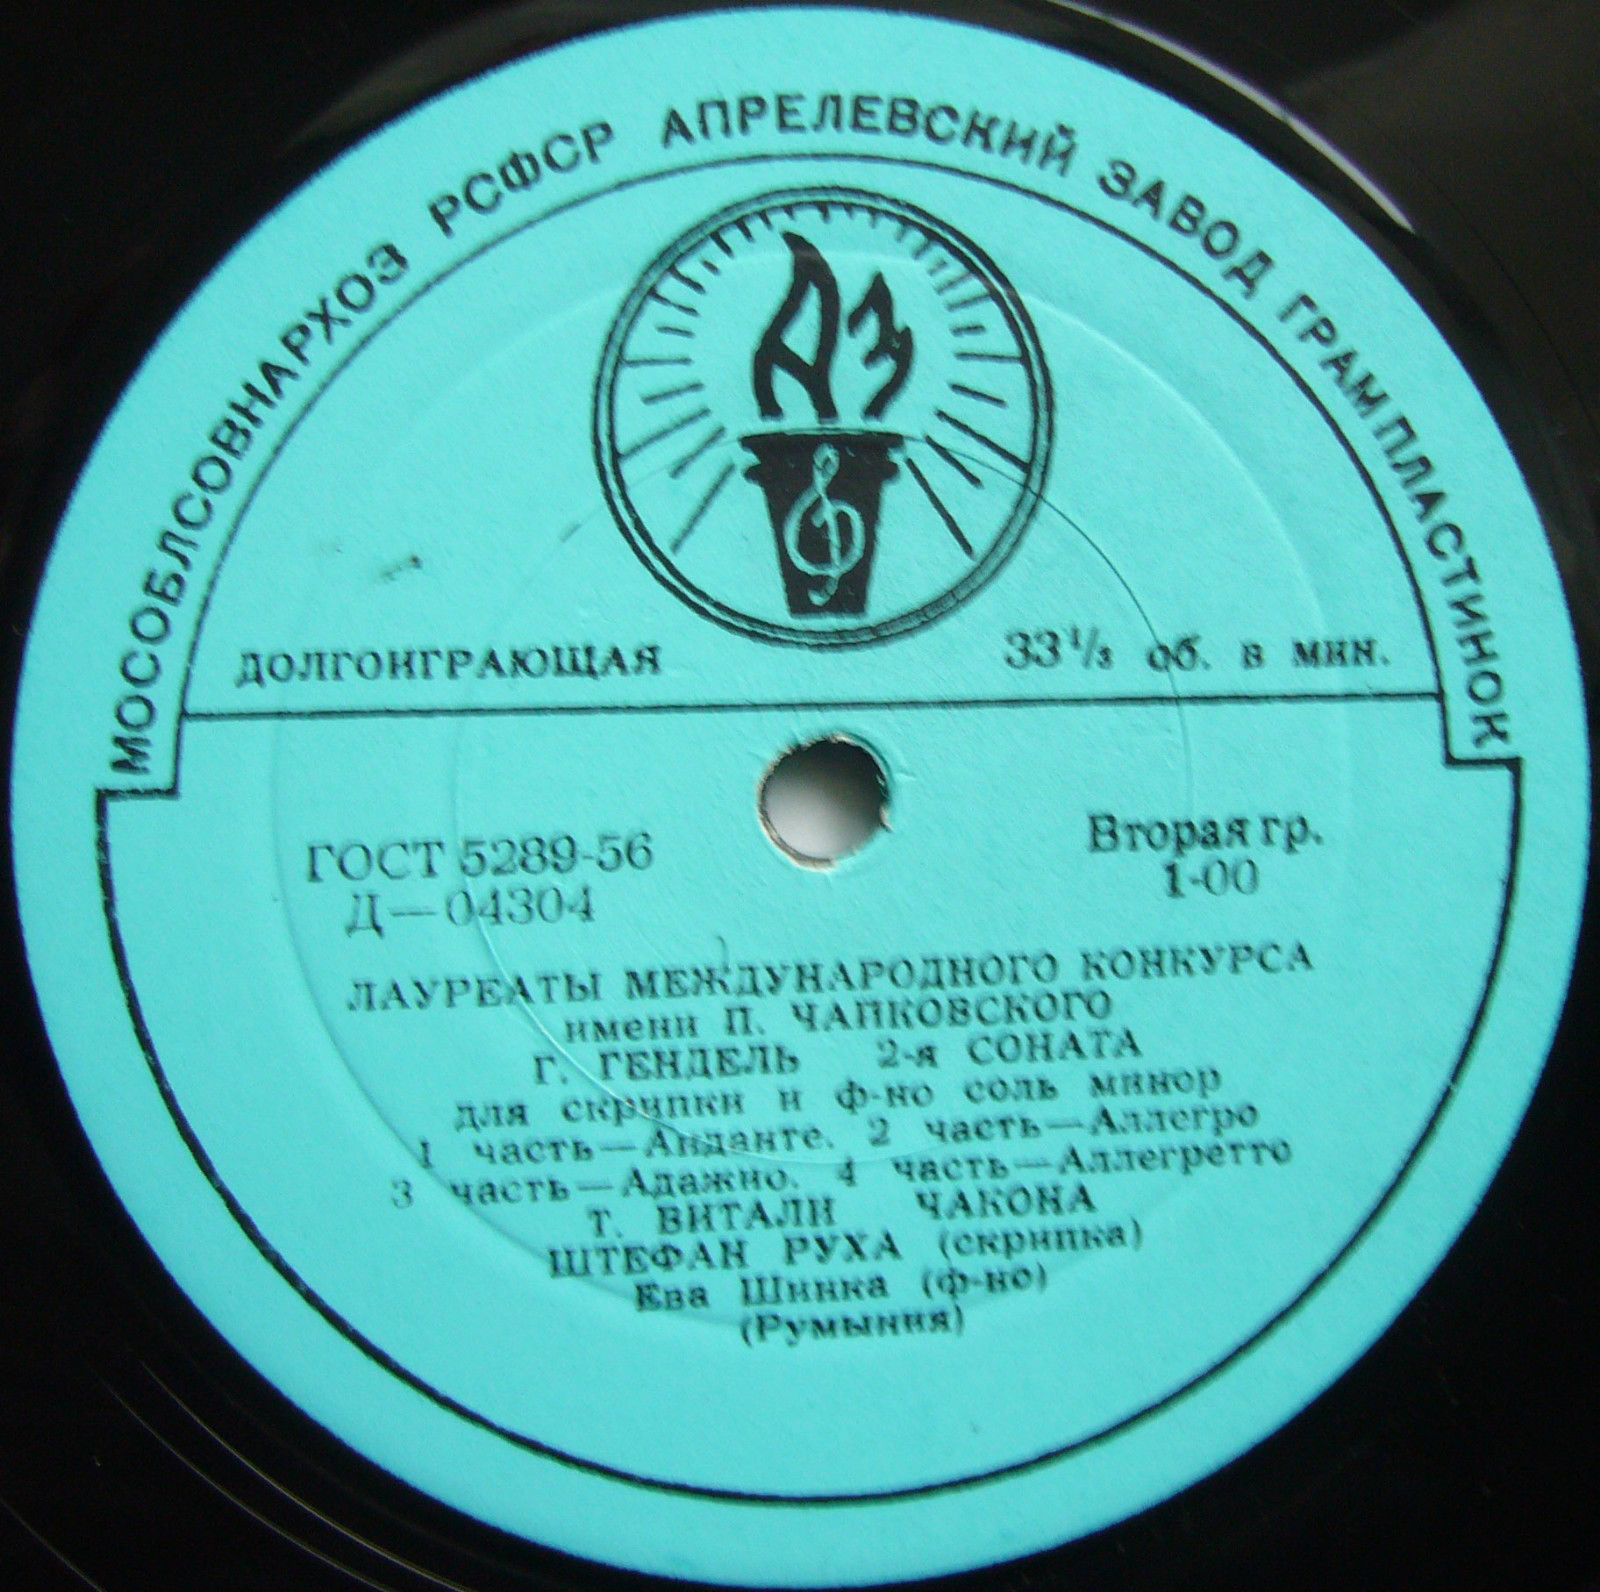 МОСОБЛСОВНАРХОЗ РСФСР АПРЕЛЕВСКИЙ ЗАВОД ГРАМПЛАСТИНОК
АЗ
ДОЛГОИГРАЮЩАЯ 33 1/3 об. в мин.
ГОСТ 5289-56 Вторая гр.
Д—04304 1-00
ЛАУРЕАТЫ МЕЖДУНАРОДНОГО КОНКУРСА
имени П. ЧАЙКОВСКОГО
Г. ГЕНДЕЛЬ 2-я СОНАТА
для скрипки и ф-но соль минор
1 часть—Анданте. 2 часть—Аллегро
3 часть—Адажио. 4 часть—Аллегретто
Т. ВИТАЛИ ЧАКОНА
ШТЕФАН РУХА (скрипка)
Ева Шинка (ф-но)
(Румыния)